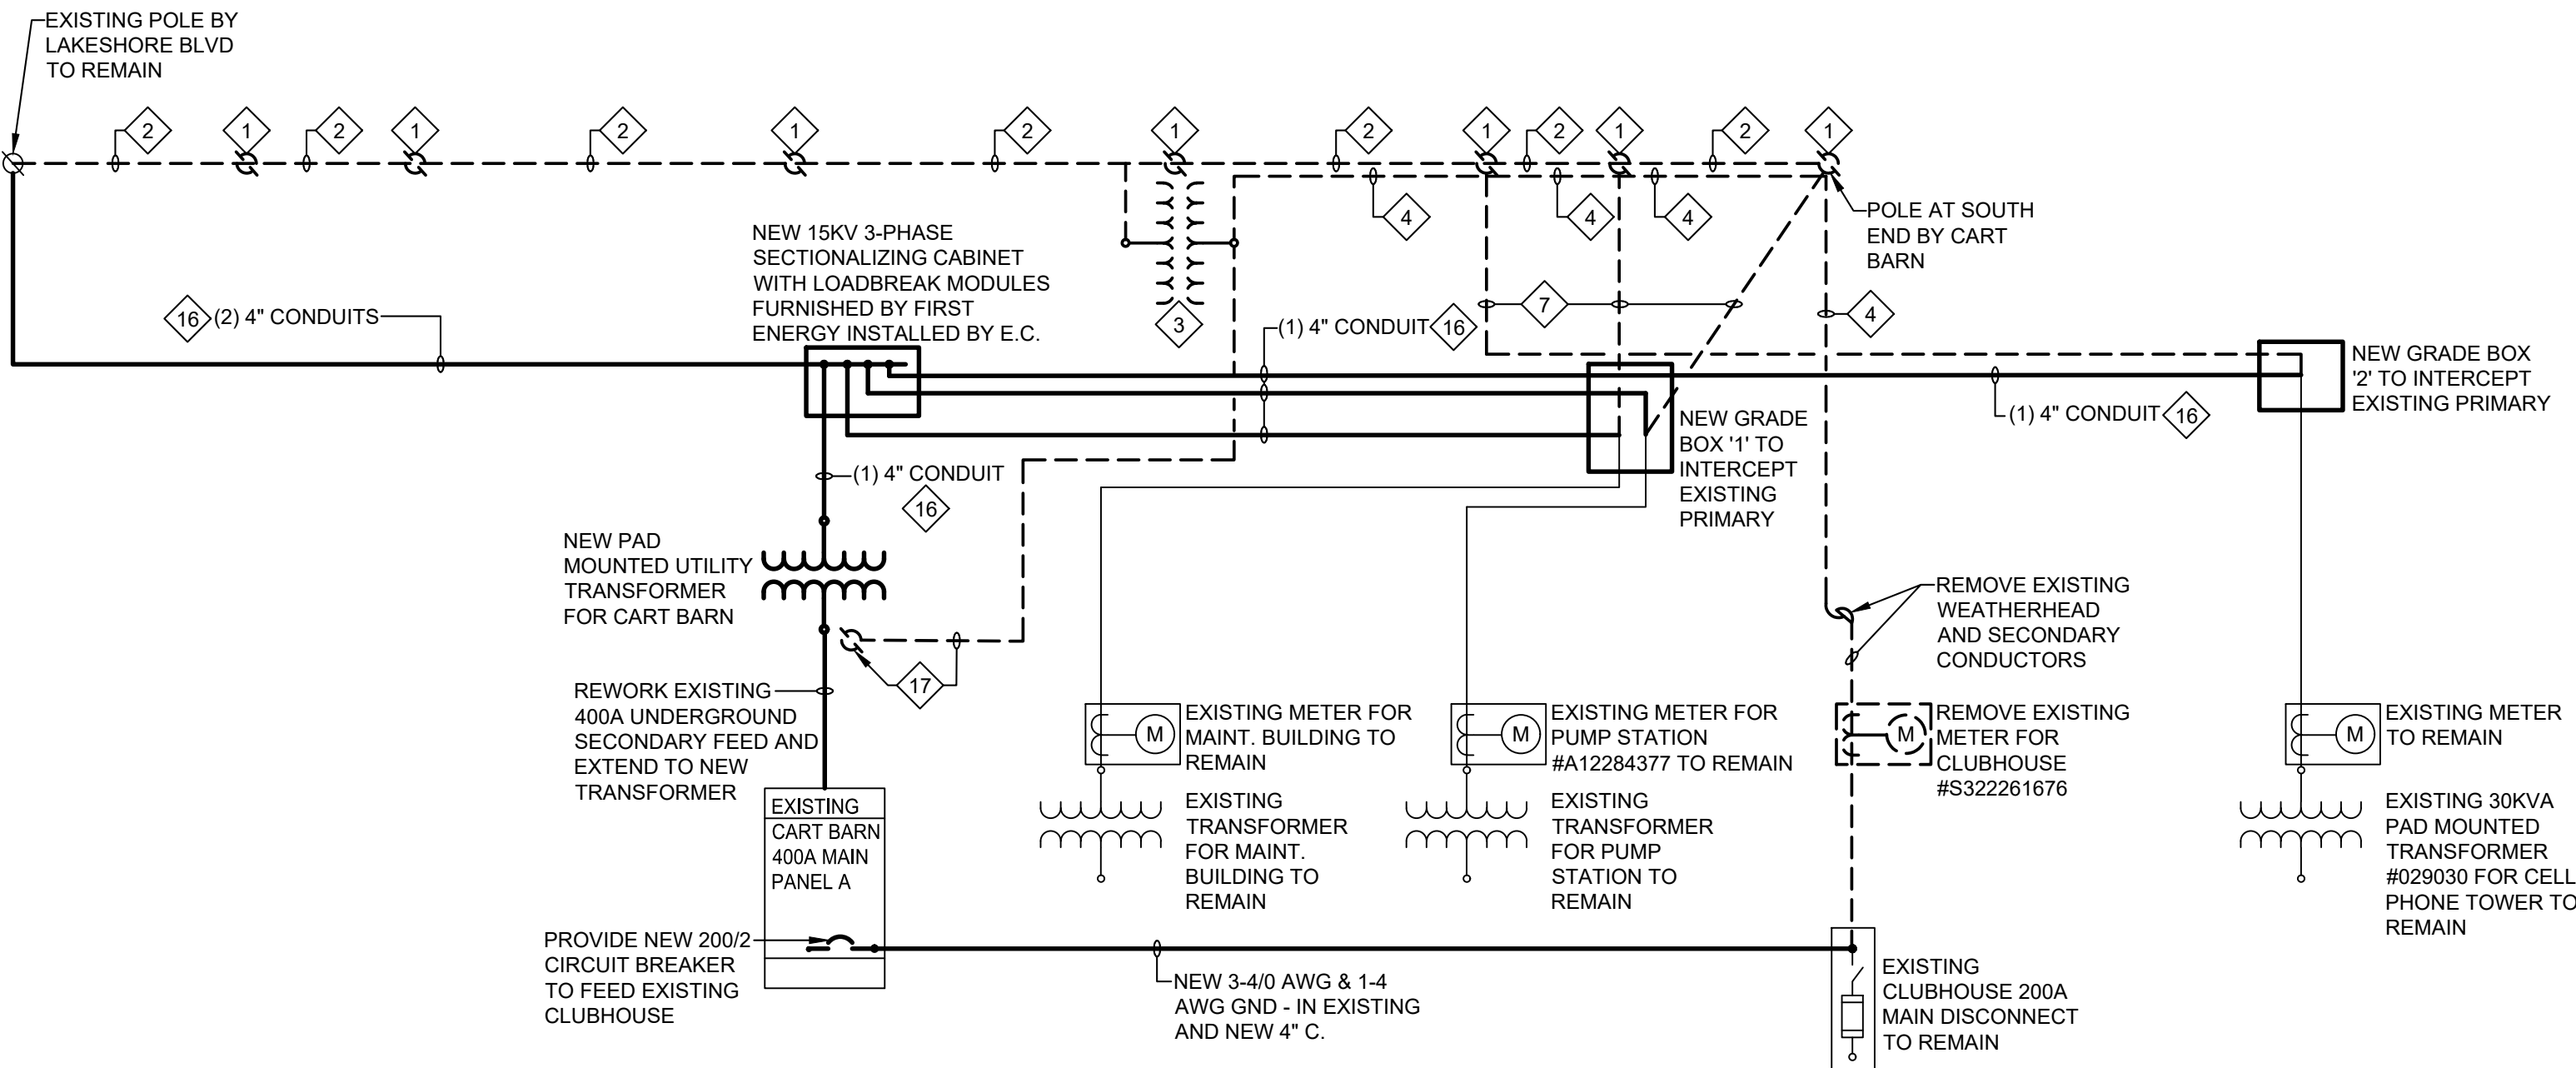 EXISTING POLE BY
LAKESHORE BLVD
TO REMAIN
2
1
2
1
2
1
2
1
2
1
2
1
2
1
4
4
4
POLE AT SOUTH
END BY CART
BARN
NEW 15KV 3-PHASE
SECTIONALIZING CABINET
WITH LOADBREAK MODULES
FURNISHED BY FIRST
ENERGY INSTALLED BY E.C.
3
16 (2) 4" CONDUITS
(1) 4" CONDUIT 16
7
4
NEW GRADE BOX
'2' TO INTERCEPT
EXISTING PRIMARY
(1) 4" CONDUIT 16
NEW GRADE
BOX '1' TO
INTERCEPT
EXISTING
PRIMARY
(1) 4" CONDUIT
16
NEW PAD
MOUNTED UTILITY
TRANSFORMER
FOR CART BARN
REMOVE EXISTING
WEATHERHEAD
AND SECONDARY
CONDUCTORS
17
REWORK EXISTING
400A UNDERGROUND
SECONDARY FEED AND
EXTEND TO NEW
TRANSFORMER
M
EXISTING METER FOR
MAINT. BUILDING TO
REMAIN
M
EXISTING METER FOR
PUMP STATION
#A12284377 TO REMAIN
M
REMOVE EXISTING
METER FOR
CLUBHOUSE
#S322261676
M
EXISTING METER
TO REMAIN
EXISTING
CART BARN
400A MAIN
PANEL A
EXISTING
TRANSFORMER
FOR MAINT.
BUILDING TO
REMAIN
EXISTING
TRANSFORMER
FOR PUMP
STATION TO
REMAIN
EXISTING 30KVA
PAD MOUNTED
TRANSFORMER
#029030 FOR CELL
PHONE TOWER TO
REMAIN
PROVIDE NEW 200/2
CIRCUIT BREAKER
TO FEED EXISTING
CLUBHOUSE
NEW 3-4/0 AWG & 1-4
AWG GND - IN EXISTING
AND NEW 4" C.
EXISTING
CLUBHOUSE 200A
MAIN DISCONNECT
TO REMAIN